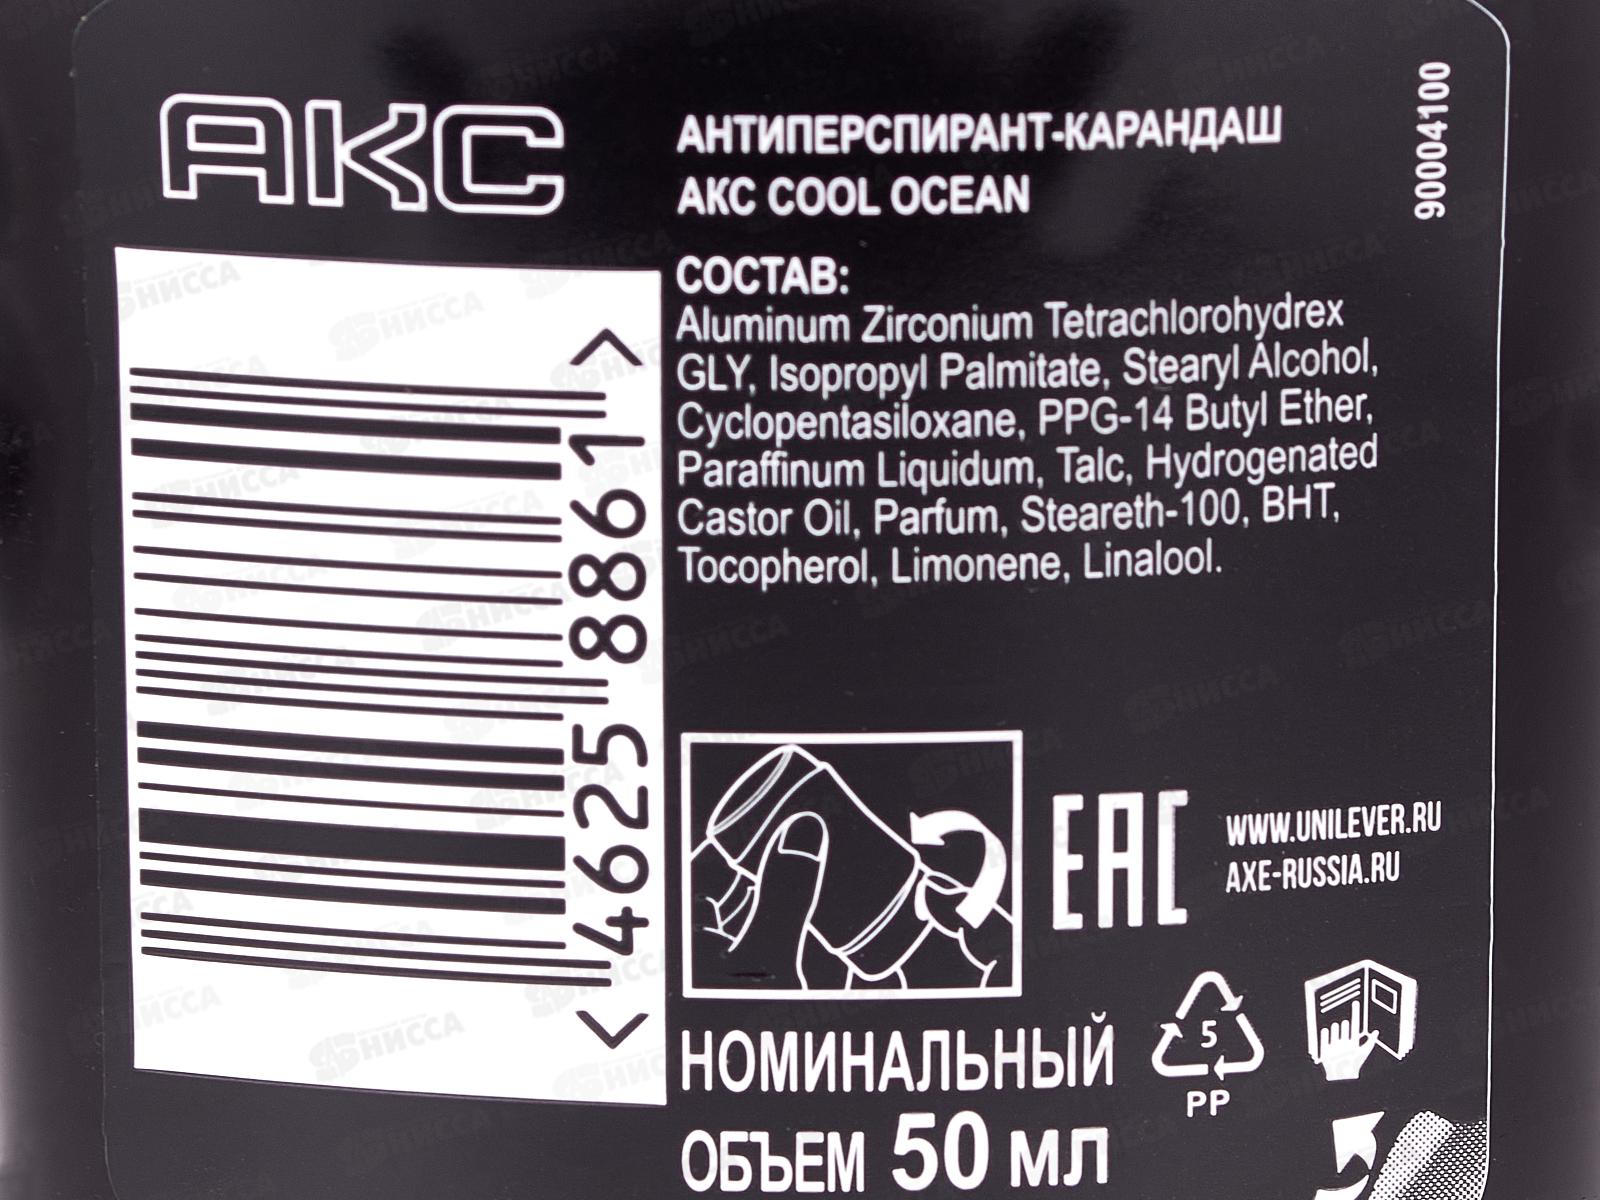 АКС
АНТИПЕРСПИРАНТ-КАРАНДАШ
АКС COOL OCEAN
90004100
СОСТАВ:
Aluminum Zirconium Tetrachlorohydrex
GLY, Isopropyl Palmitate, Stearyl Alcohol,
Cyclopentasiloxane, PPG-14 Butyl Ether,
Paraffinum Liquidum, Talc, Hydrogenated
Castor Oil, Parfum, Steareth-100, BHT,
Tocopherol, Limonene, Linalool.
< 4625 8861 >
EAC
WWW.UNILEVER.RU
AXE-RUSSIA.RU
5
PP
НОМИНАЛЬНЫЙ
ОБЪЕМ 50 МЛ
НИССА